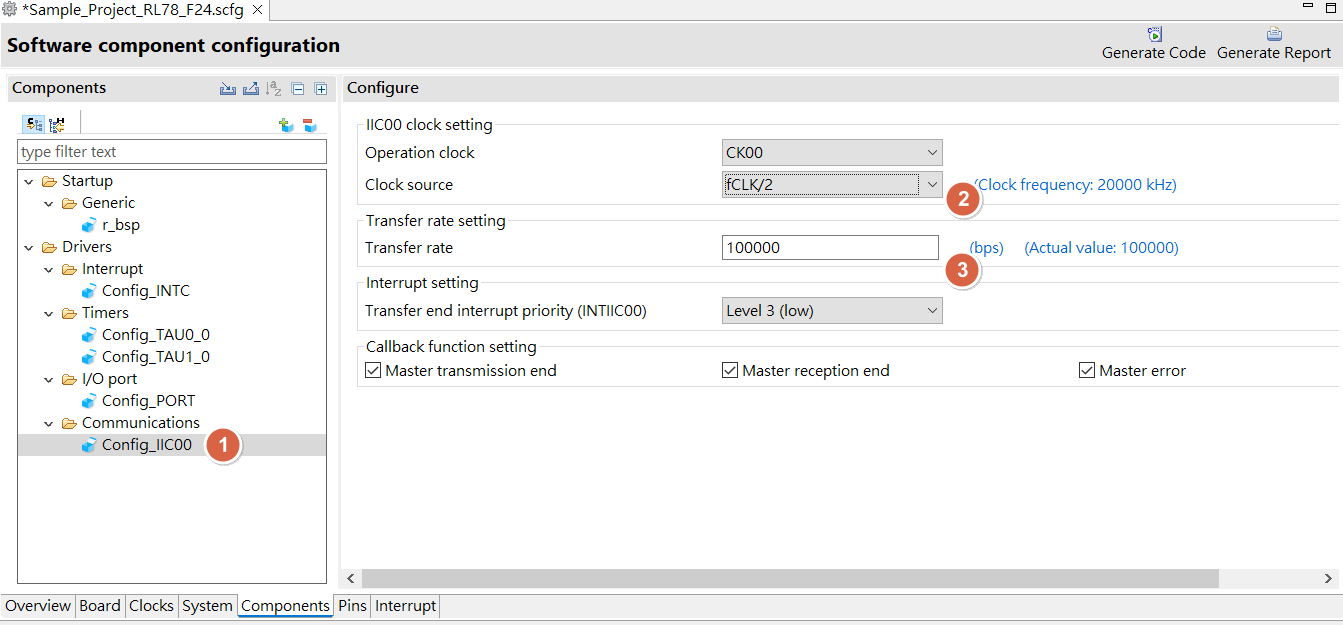 *Sample_Project_RL78_F24.scfg
Software component configuration
Generate Code
Generate Report
Components
Configure
type filter text
Startup
Generic
r_bsp
Drivers
Interrupt
Config_INTC
Timers
Config_TAU0_0
Config_TAU1_0
I/O port
Config_PORT
Communications
Config_IIC00
1
IIC00 clock setting
Operation clock
CK00
Clock source
fCLK/2
2
(Clock frequency: 20000 kHz)
Transfer rate setting
Transfer rate
100000
(bps)
(Actual value: 100000)
3
Interrupt setting
Transfer end interrupt priority (INTIIC00)
Level 3 (low)
Callback function setting
Master transmission end
Master reception end
Master error
Overview
Board
Clocks
System
Components
Pins
Interrupt